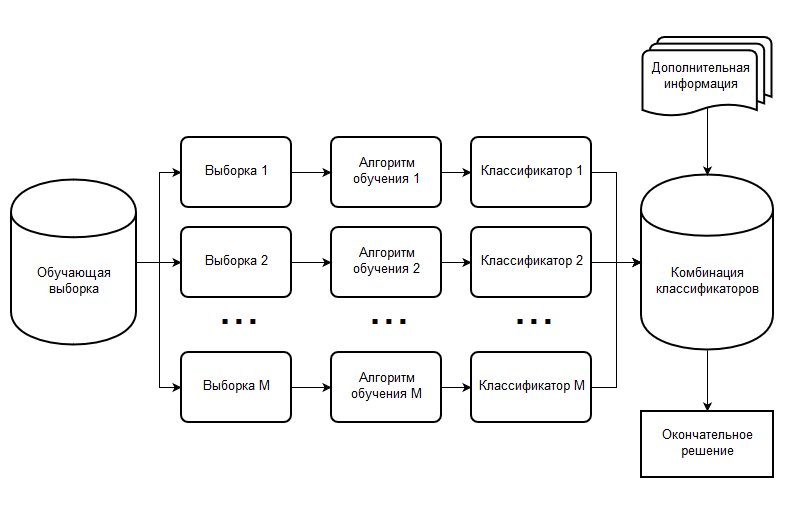 Дополнительная
информация
Выборка 1
Алгоритм
обучения 1
Классификатор 1
Обучающая
выборка
Выборка 2
Алгоритм
обучения 2
Классификатор 2
Комбинация
классификаторов
...
...
...
Выборка M
Алгоритм
обучения M
Классификатор M
Окончательное
решение